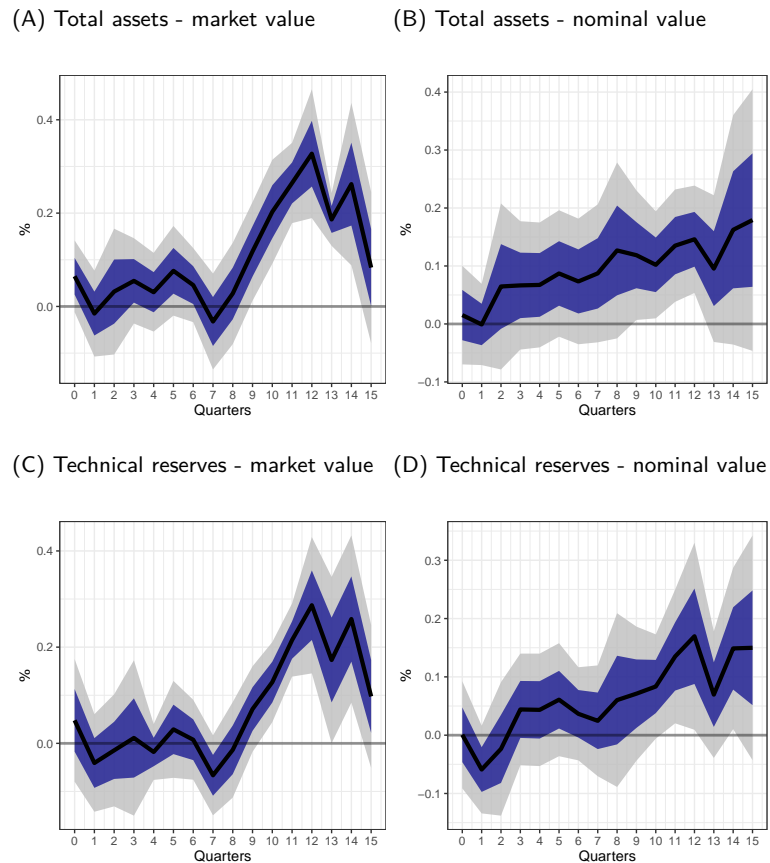 (A) Total assets - market value
(B) Total assets - nominal value
0.4
0.2
0.0
%
0 1 2 3 4 5 6 7 8 9 10 11 12 13 14 15
Quarters
0.4
0.3
0.2
0.1
0.0
−0.1
%
0 1 2 3 4 5 6 7 8 9 10 11 12 13 14 15
Quarters
(C) Technical reserves - market value
(D) Technical reserves - nominal value
0.4
0.2
0.0
%
0 1 2 3 4 5 6 7 8 9 10 11 12 13 14 15
Quarters
0.3
0.2
0.1
0.0
−0.1
%
0 1 2 3 4 5 6 7 8 9 10 11 12 13 14 15
Quarters